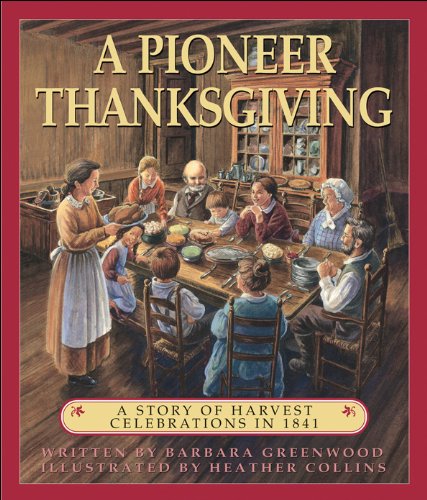 A PIONEER
THANKSGIVING
A STORY OF HARVEST
CELEBRATIONS IN 1841
WRITTEN BY BARBARA GREENWOOD
ILLUSTRATED BY HEATHER COLLINS